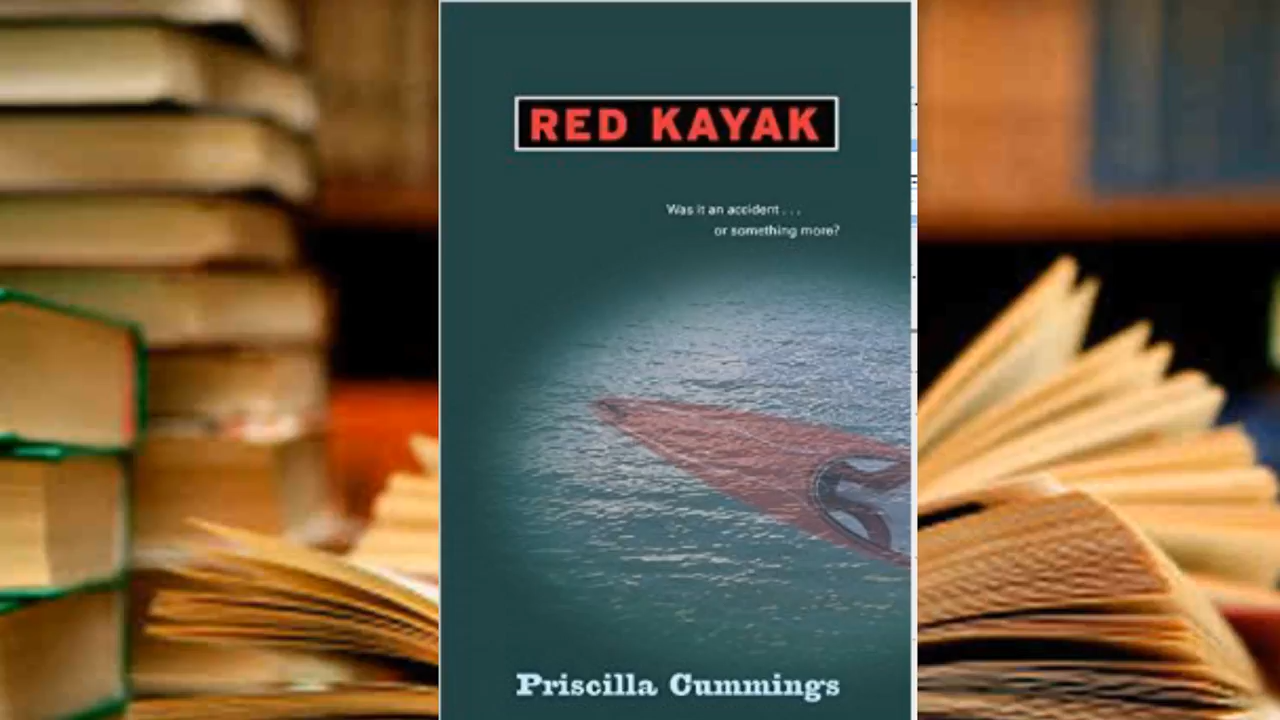 RED KAYAK
Was it an accident . . .
or something more?
Priscilla Cummings